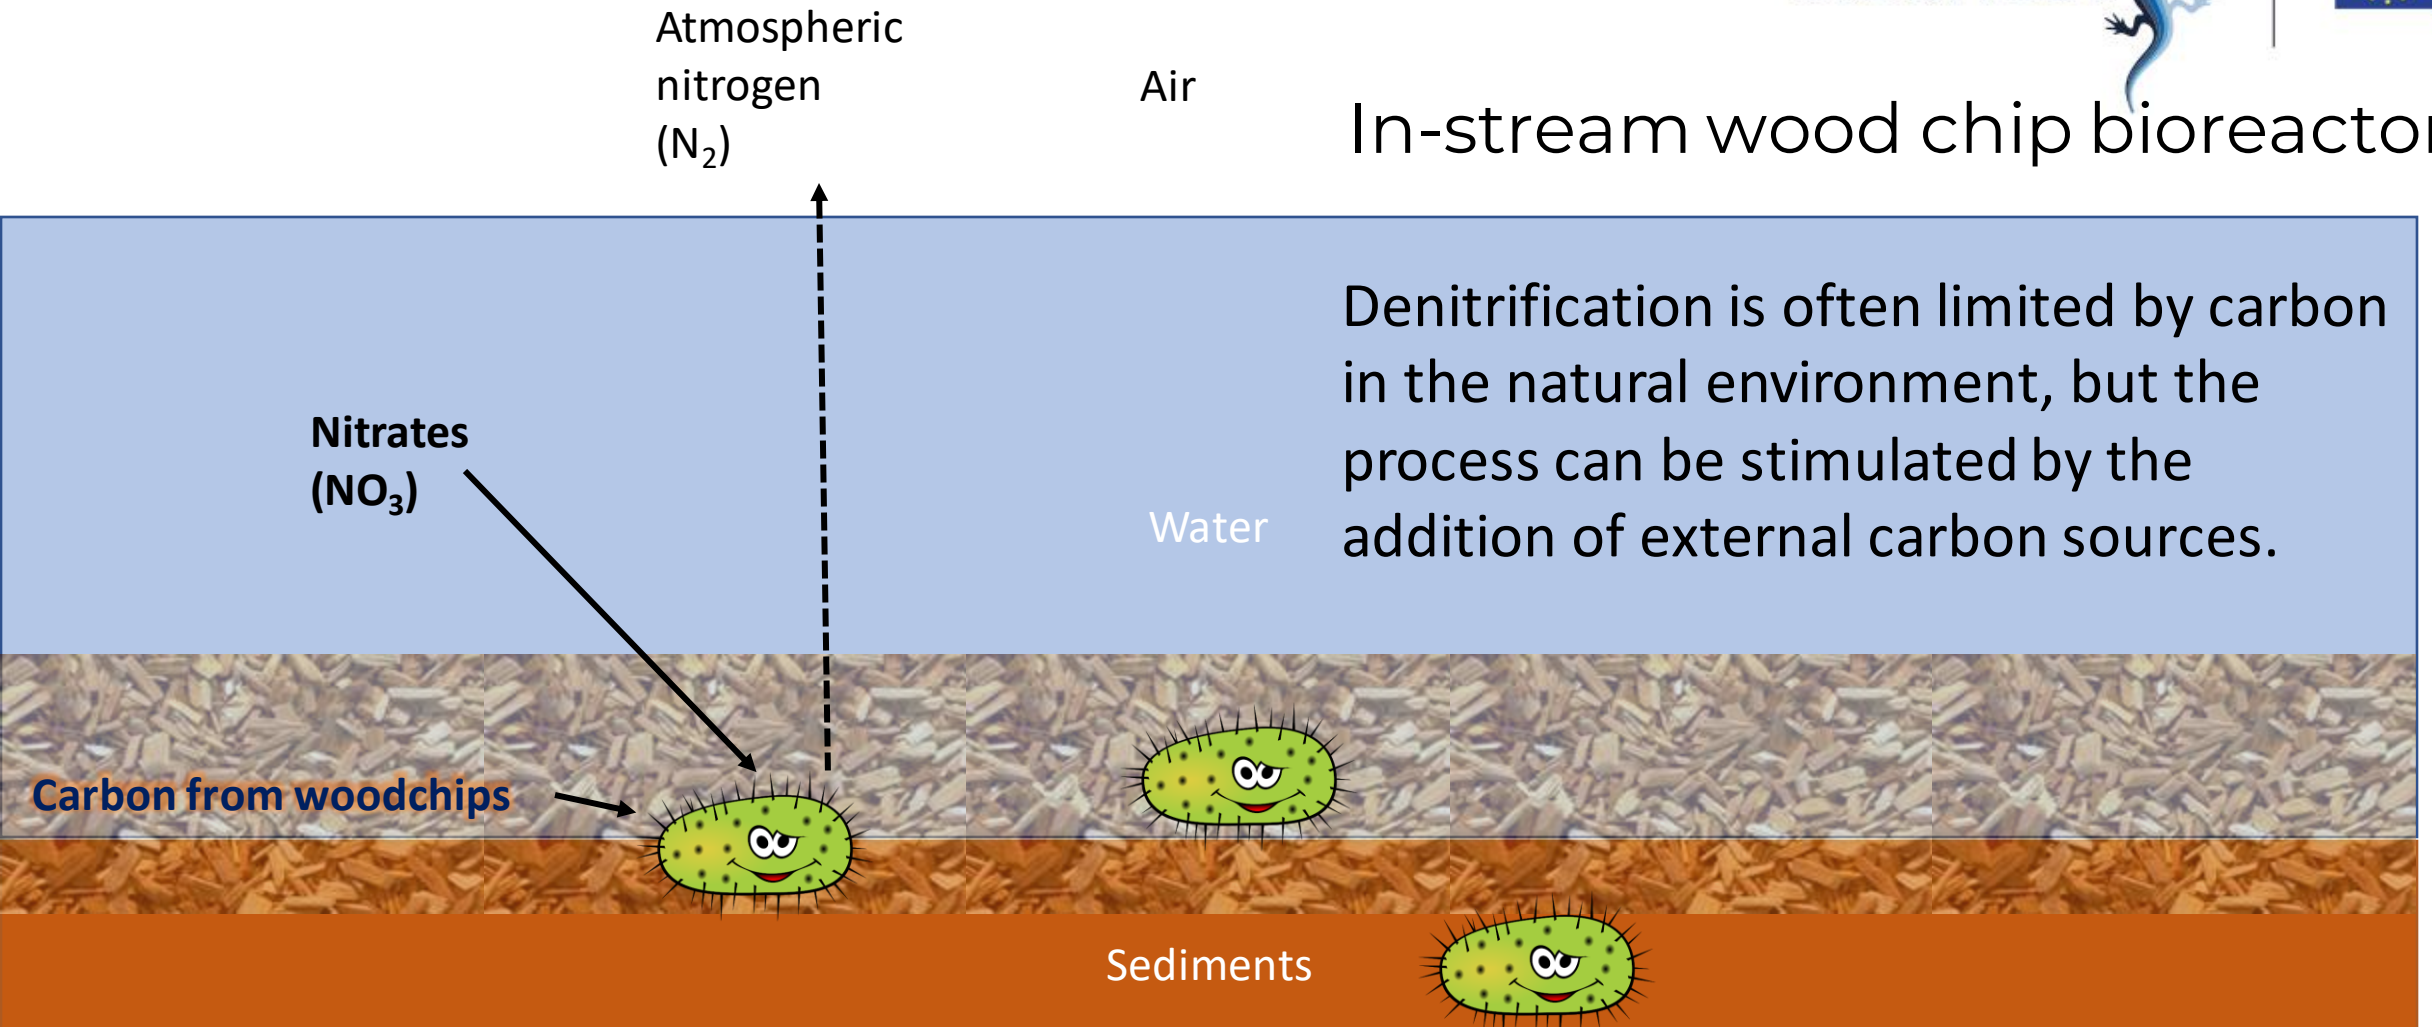 Atmospheric
nitrogen
(N₂)
Air
In-stream wood chip bioreactor
Denitrification is often limited by carbon
in the natural environment, but the
process can be stimulated by the
addition of external carbon sources.
Nitrates
(NO₃)
Water
Carbon from woodchips
Sediments